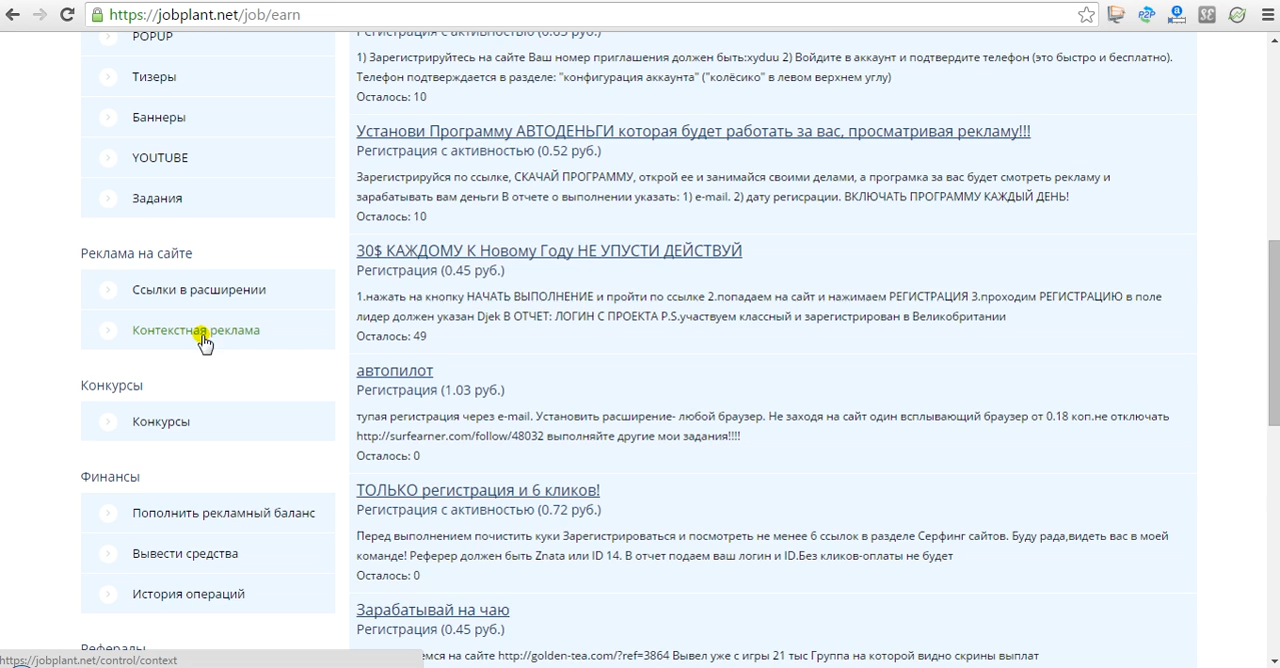 https://jobplant.net/job/earn
POPUP
Тизеры
Баннеры
YOUTUBE
Задания
Реклама на сайте
Ссылки в расширении
Контекстная реклама
Конкурсы
Конкурсы
Финансы
Пополнить рекламный баланс
Вывести средства
История операций
Рефералы
Регистрация с активностью (0.65 руб.)
1) Зарегистрируйтесь на сайте Ваш номер приглашения должен быть:xyduu 2) Войдите в аккаунт и подтвердите телефон (это быстро и бесплатно).
Телефон подтверждается в разделе: "конфигурация аккаунта" ("колёсико" в левом верхнем углу)
Осталось: 10
Установи Программу АВТОДЕНЬГИ которая будет работать за вас, просматривая рекламу!!!
Регистрация с активностью (0.52 руб.)
Зарегистрируйся по ссылке, СКАЧАЙ ПРОГРАММУ, открой ее и занимайся своими делами, а програмка за вас будет смотреть рекламу и
зарабатывать вам деньги В отчете о выполнении указать: 1) e-mail. 2) дату регисрации. ВКЛЮЧАТЬ ПРОГРАММУ КАЖДЫЙ ДЕНЬ!
Осталось: 10
30$ КАЖДОМУ К Новому Году НЕ УПУСТИ ДЕЙСТВУЙ
Регистрация (0.45 руб.)
1.нажать на кнопку НАЧАТЬ ВЫПОЛНЕНИЕ и пройти по ссылке 2.попадаем на сайт и нажимаем РЕГИСТРАЦИЯ 3.проходим РЕГИСТРАЦИЮ в поле
лидер должен указан Djek В ОТЧЕТ: ЛОГИН С ПРОЕКТА P.S.участвуем классный и зарегистрирован в Великобритании
Осталось: 49
автопилот
Регистрация (1.03 руб.)
тупая регистрация через e-mail. Установить расширение- любой браузер. Не заходя на сайт один всплывающий браузер от 0.18 коп.не отключать
http://surfearner.com/follow/48032 выполняйте другие мои задания!!!!
Осталось: 0
ТОЛЬКО регистрация и 6 кликов!
Регистрация с активностью (0.72 руб.)
Перед выполнением почистить куки Зарегистрироваться и посмотреть не менее 6 ссылок в разделе Серфинг сайтов. Буду рада,видеть вас в моей
команде! Реферер должен быть Znata или ID 14. В отчет подаем ваш логин и ID.Без кликов-оплаты не будет
Осталось: 0
Зарабатывай на чаю
Регистрация (0.45 руб.)
емся на сайте http://golden-tea.com/?ref=3864 Вывел уже с игры 21 тыс Группа на которой видно скрины выплат
https://jobplant.net/control/context